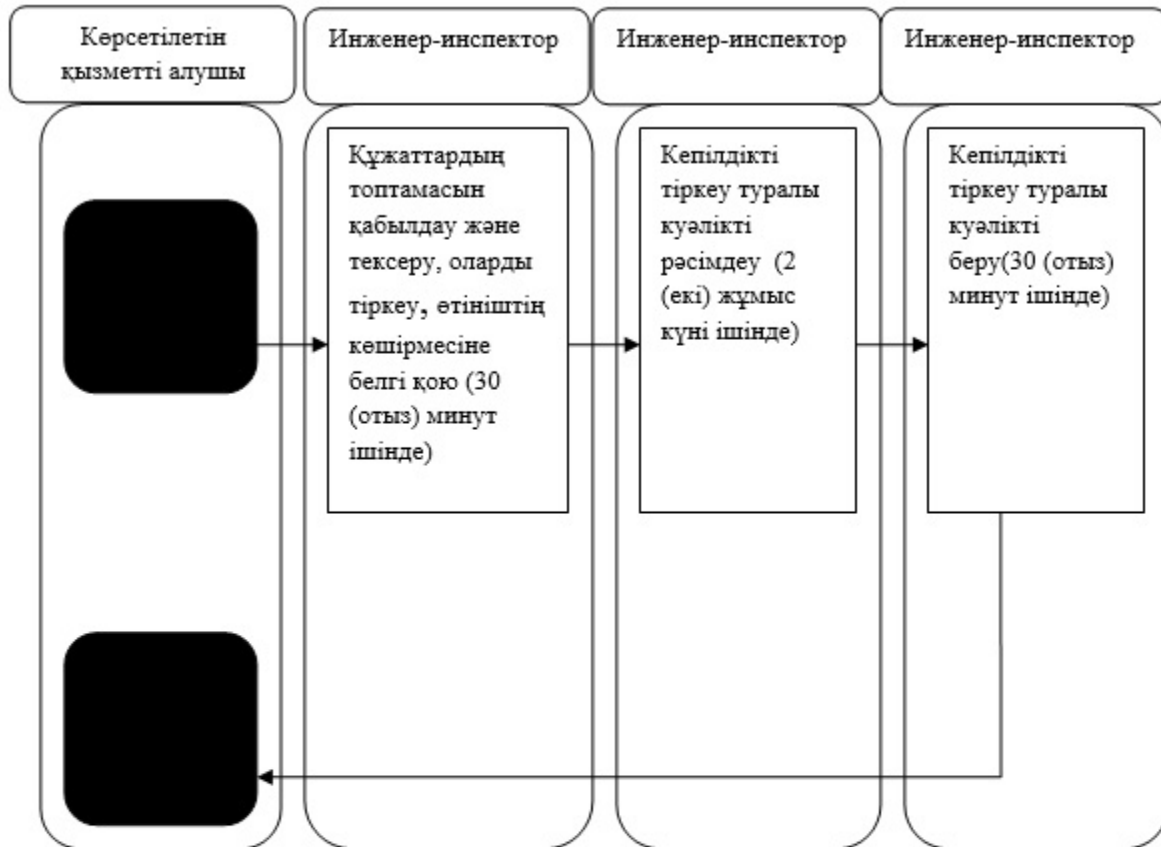 Көрсетілетін
қызметті алушы
Инженер-инспектор
Инженер-инспектор
Инженер-инспектор
Құжаттардың
топтамасын
қабылдау және
тексеру, оларды
тіркеу, өтініштің
көшірмесіне
белгі қою (30
(отыз) минут
ішінде)
Кепілдікті
тіркеу туралы
куәлікті
рәсімдеу (2
(екі) жұмыс
күні ішінде)
Кепілдікті
тіркеу туралы
куәлікті
беру(30 (отыз)
минут ішінде)